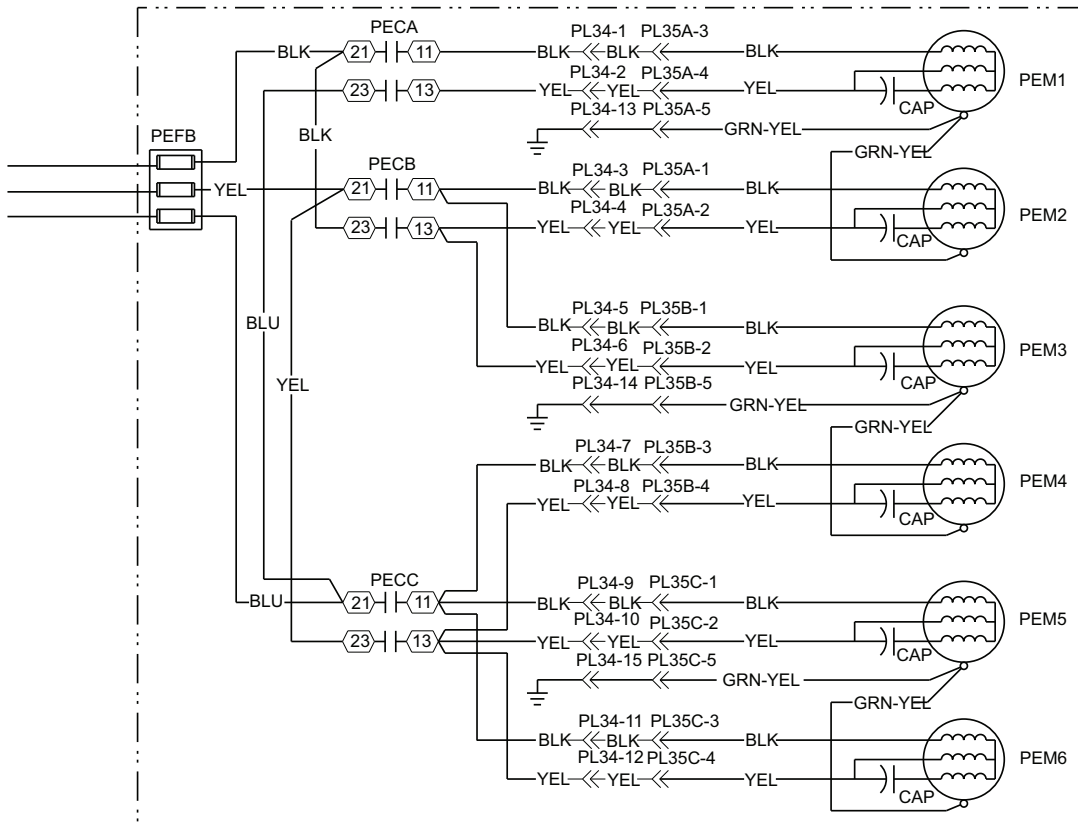 PECA
PL34-1 PL35A-3
BLK 21 11 BLK BLK BLK
PL34-2 PL35A-4
PEM1
23 13 YEL YEL YEL
PL34-13 PL35A-5
CAP
GRN-YEL
BLK
PEFB
GRN-YEL
PECB
PL34-3 PL35A-1
YEL 21 11 BLK BLK BLK
PL34-4 PL35A-2
PEM2
23 13 YEL YEL YEL
CAP
PL34-5 PL35B-1
BLU
BLK BLK BLK
PL34-6 PL35B-2
PEM3
YEL YEL YEL
YEL
PL34-14 PL35B-5
CAP
GRN-YEL
GRN-YEL
PL34-7 PL35B-3
BLK BLK BLK
PL34-8 PL35B-4
PEM4
YEL YEL YEL
CAP
PECC
PL34-9 PL35C-1
BLU 21 11 BLK BLK BLK
PL34-10 PL35C-2
PEM5
23 13 YEL YEL YEL
PL34-15 PL35C-5
CAP
GRN-YEL
GRN-YEL
PL34-11 PL35C-3
BLK BLK BLK
PL34-12 PL35C-4
PEM6
YEL YEL YEL
CAP